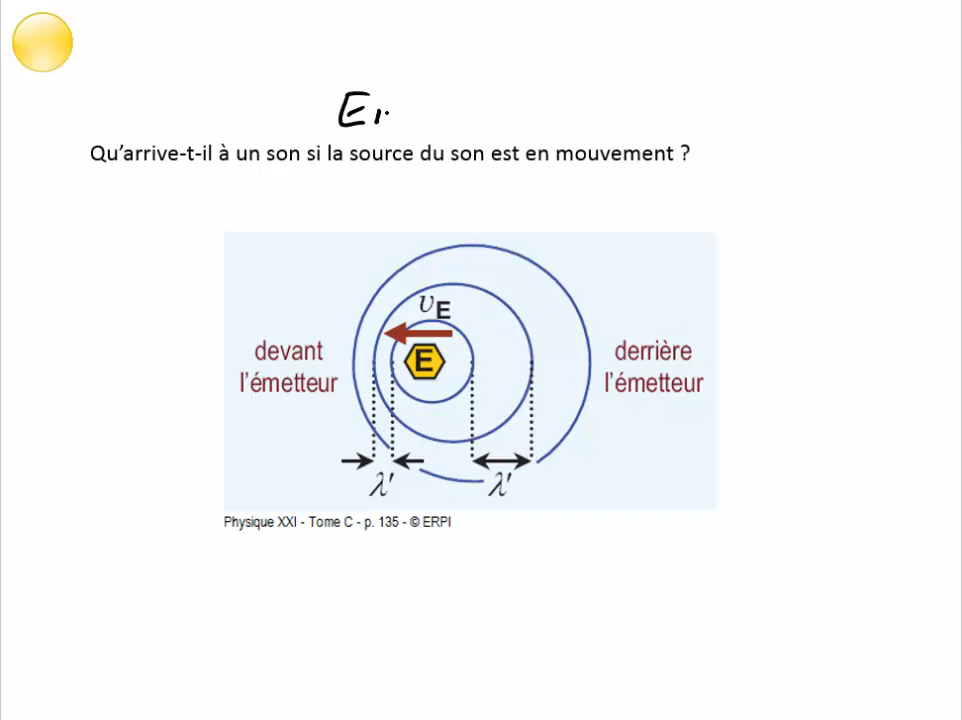 Qu'arrive-t-il à un son si la source du son est en mouvement ?
υE
E
devant
l'émetteur
derrière
l'émetteur
λ' λ'
Physique XXI - Tome C - p. 135 - © ERPI